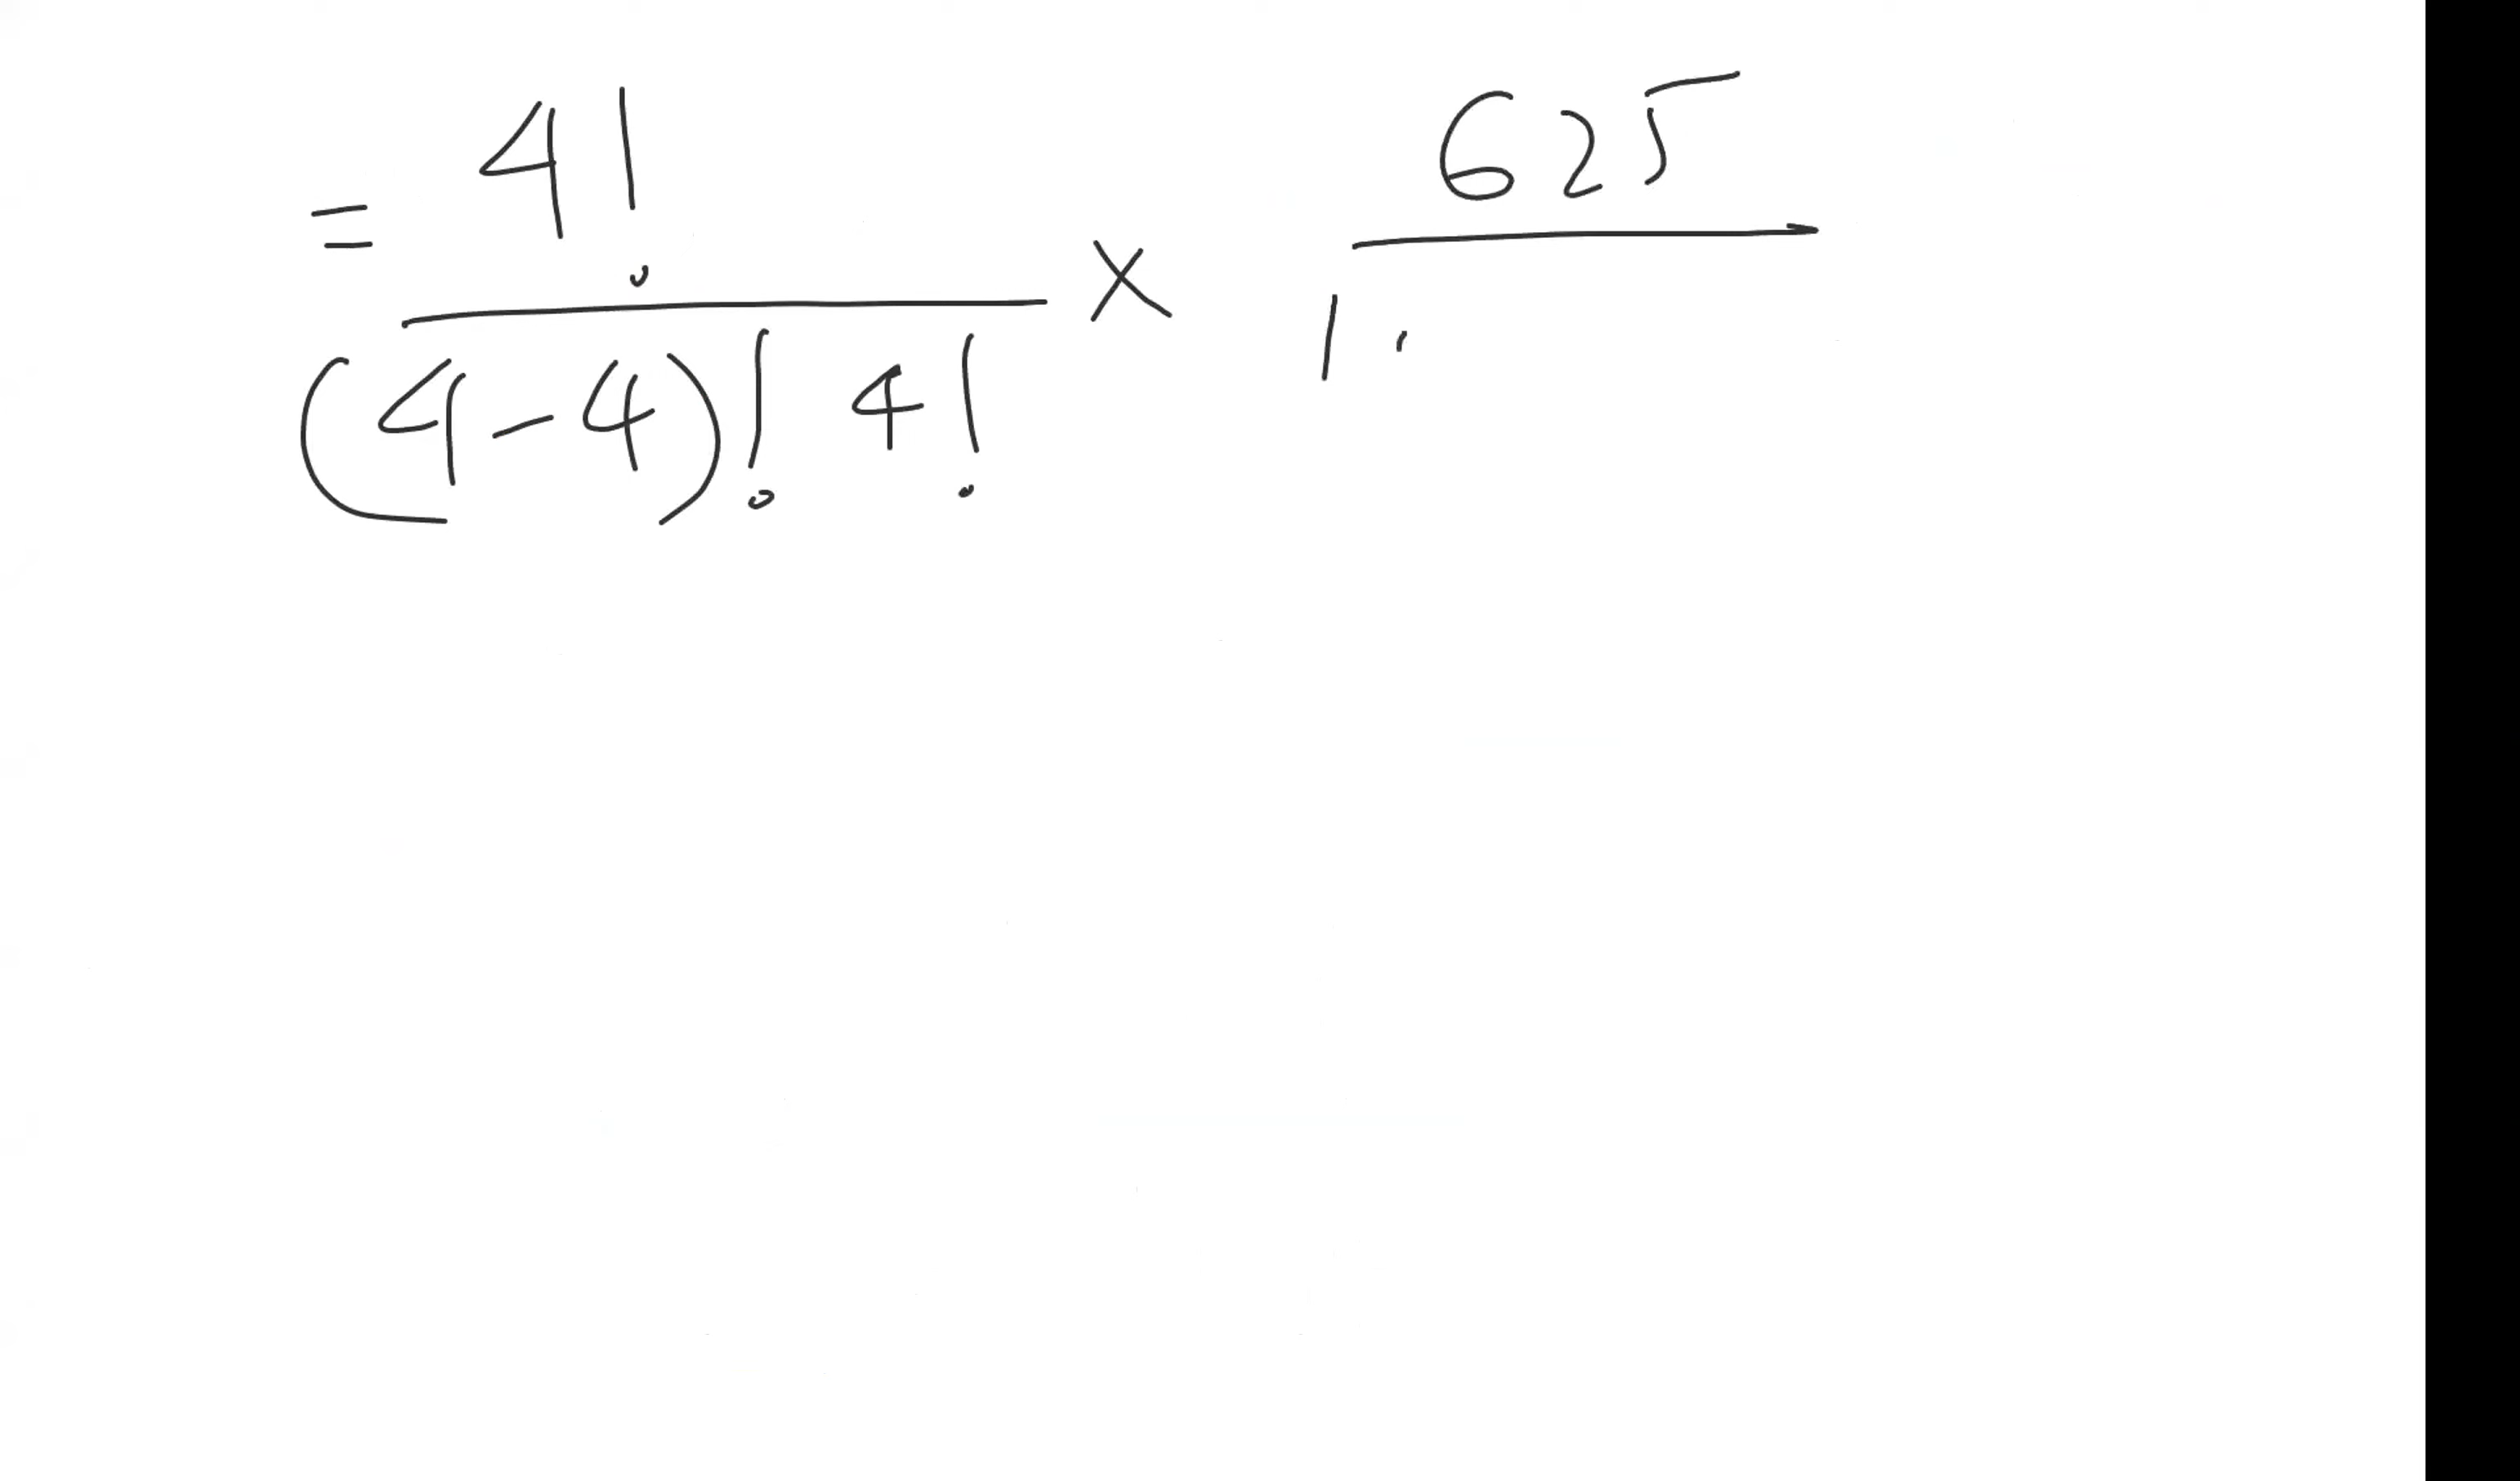 = 4! / (4-4)! 4! × 625 / 1